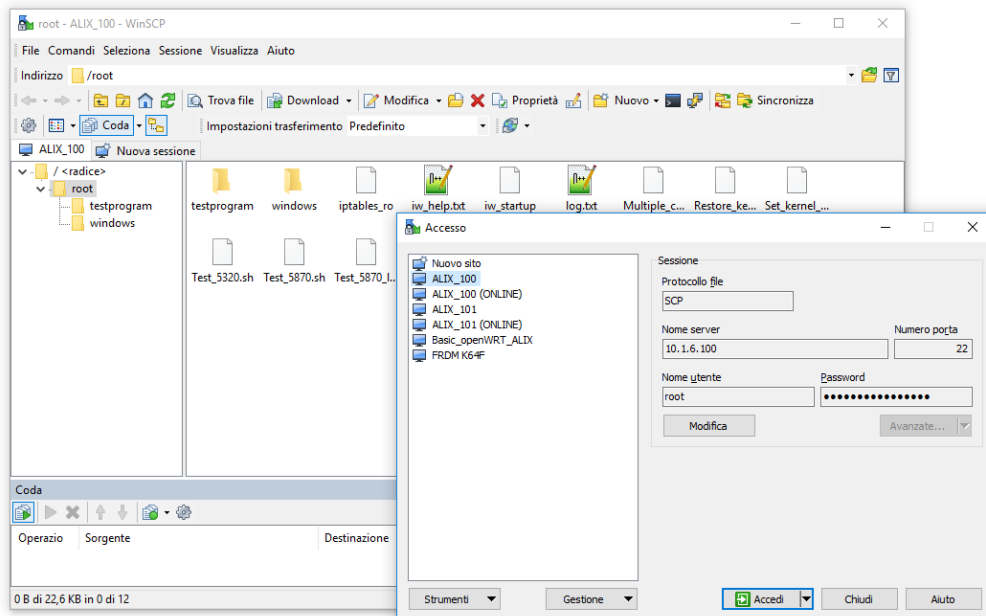 root - ALIX_100 - WinSCP
File Comandi Seleziona Sessione Visualizza Aiuto
Indirizzo /root
Trova file Download Modifica Proprietà Nuovo Sincronizza
Coda Impostazioni trasferimento Predefinito
ALIX_100 Nuova sessione
/ <radice>
root
testprogram
windows
testprogram windows iptables_ro iw_help.txt iw_startup log.txt Multiple_c... Restore_ke... Set_kernel_...
Test_5320.sh Test_5870.sh Test_5870_l...
Coda
Operazio Sorgente Destinazione
0 B di 22,6 KB in 0 di 12
Accesso
Nuovo sito
ALIX_100
ALIX_100 (ONLINE)
ALIX_101
ALIX_101 (ONLINE)
Basic_openWRT_ALIX
FRDM K64F
Sessione
Protocollo file
SCP
Nome server Numero porta
10.1.6.100 22
Nome utente Password
root ••••••••••••••••
Modifica Avanzate...
Strumenti Gestione Accedi Chiudi Aiuto